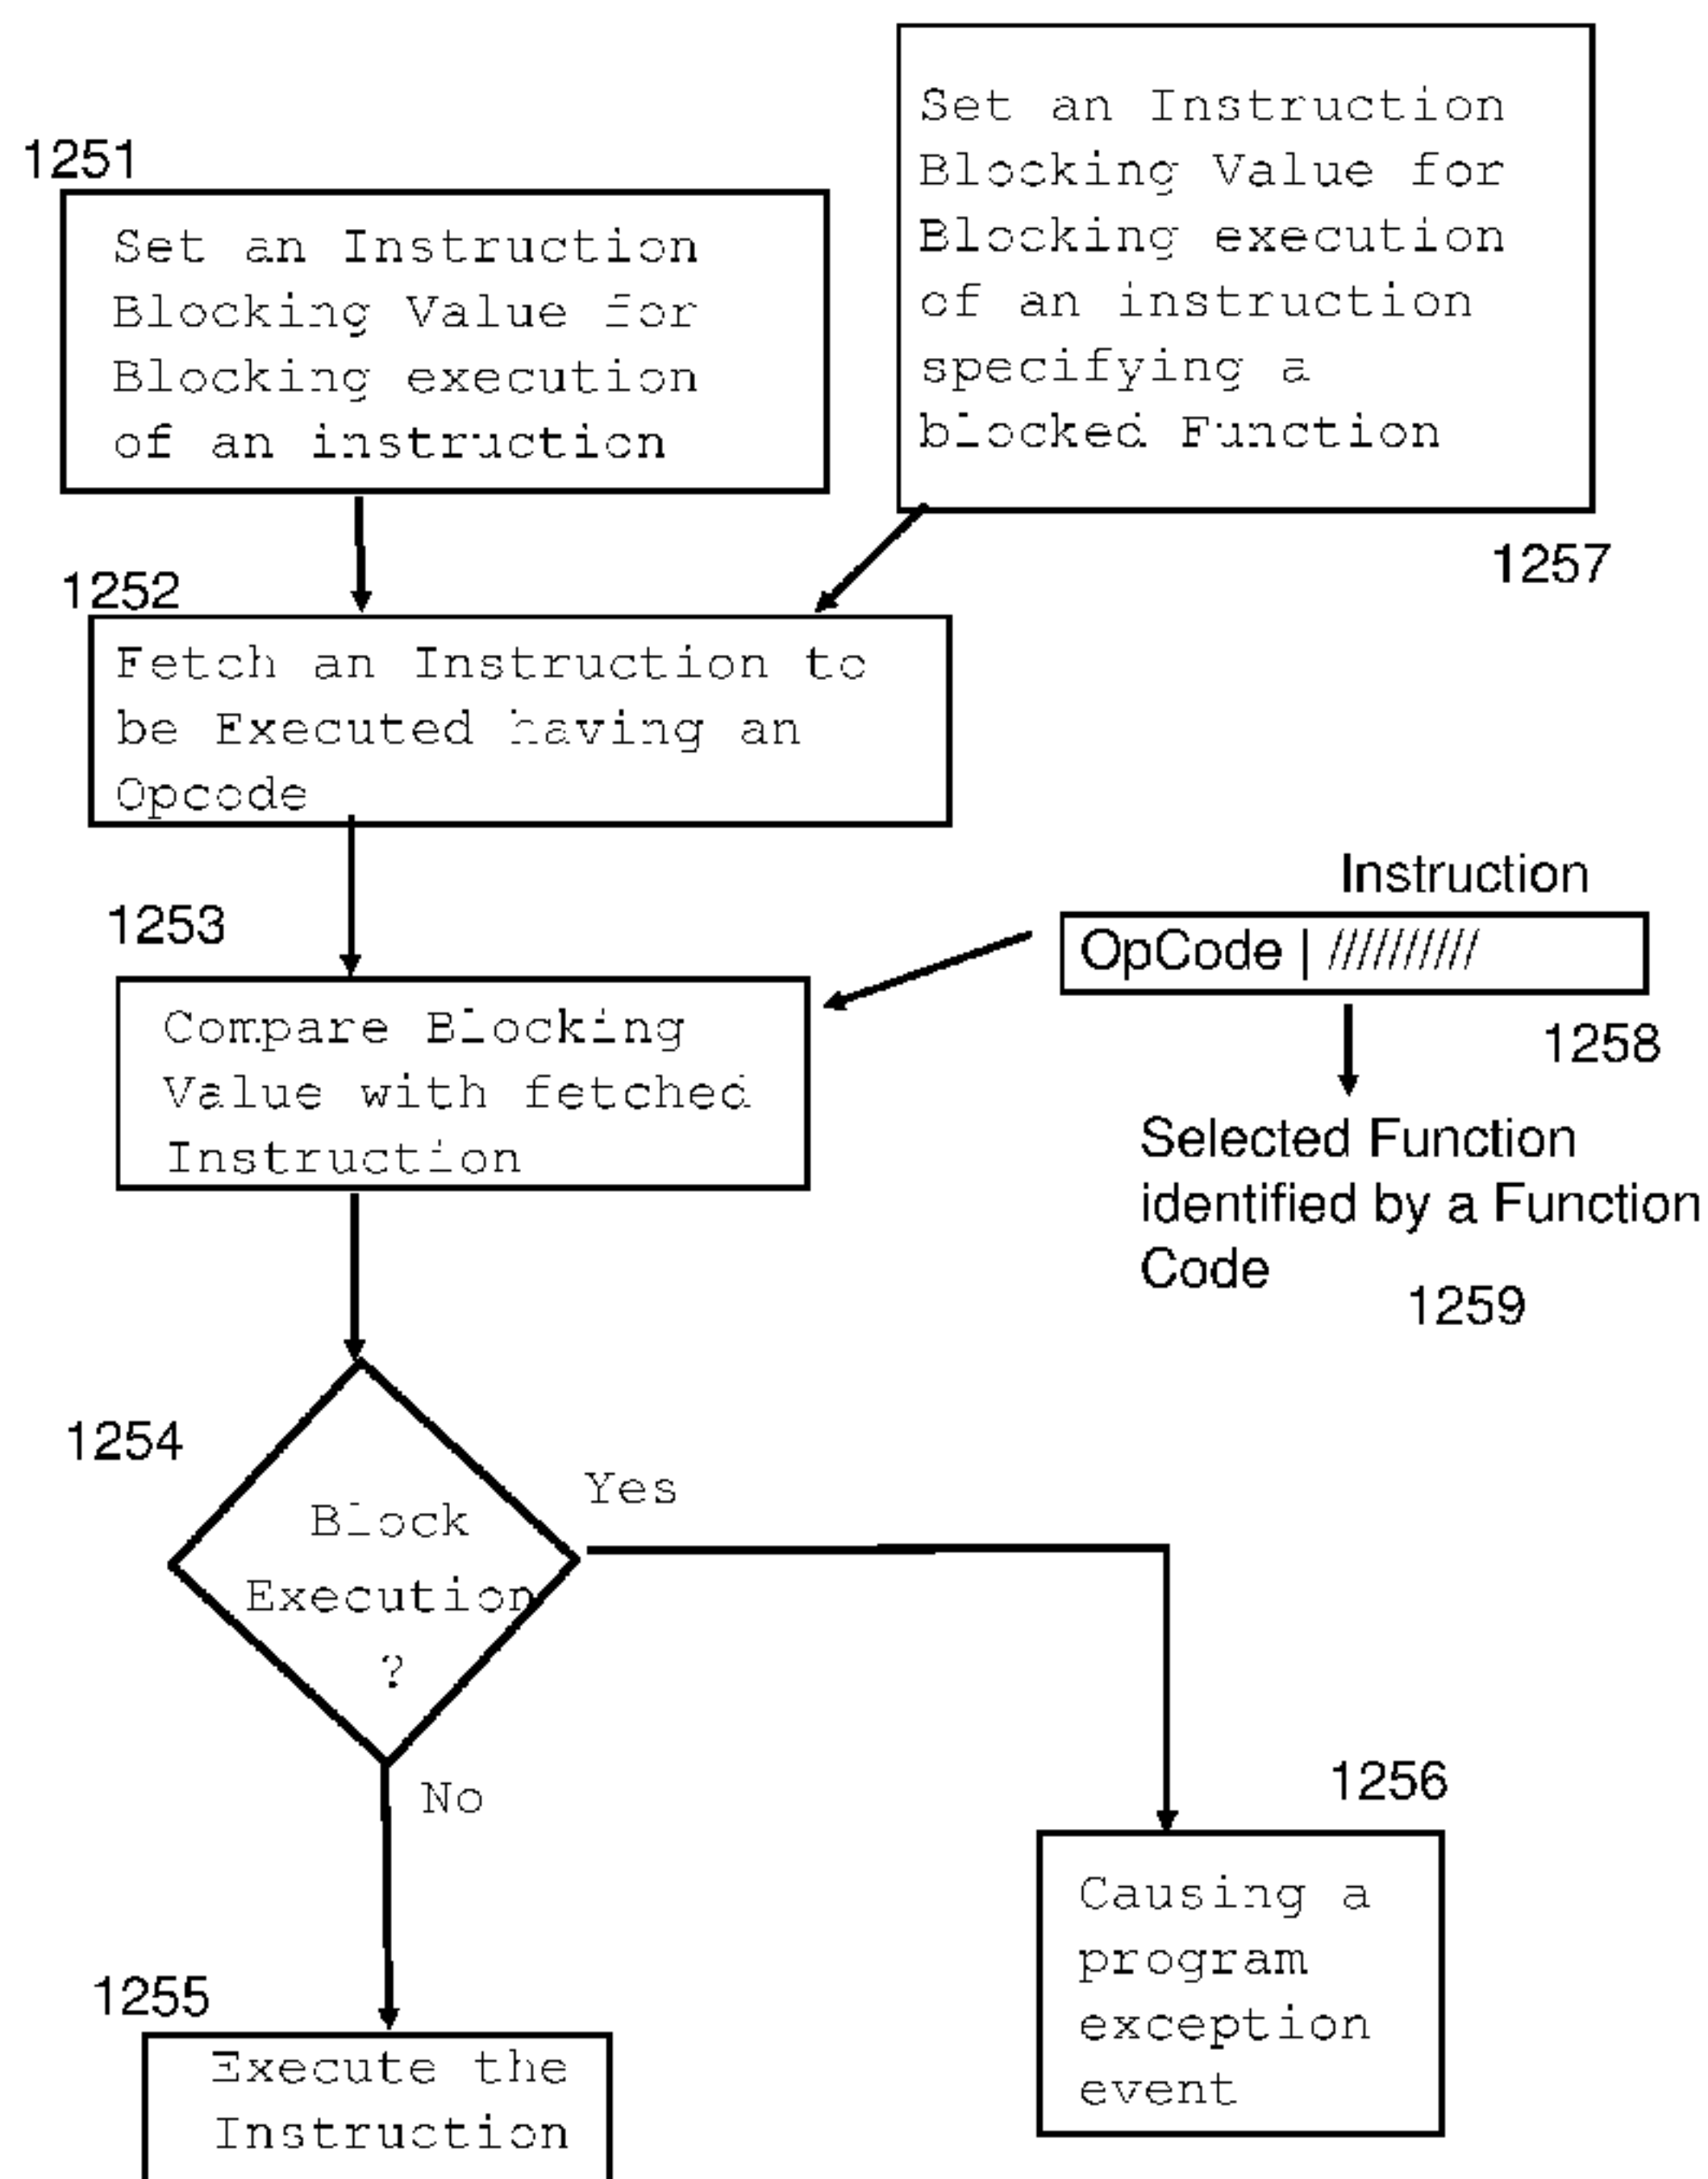 1251
Set an Instruction
Blocking Value for
Blocking execution
of an instruction
Set an Instruction
Blocking Value for
Blocking execution
of an instruction
specifying a
blocked Function
1257
1252
Fetch an Instruction to
be Executed having an
Opcode
1253
Compare Blocking
Value with fetched
Instruction
Instruction
OpCode | //////////
1258
Selected Function
identified by a Function
Code
1259
1254
Block
Execution
?
Yes
No
1256
Causing a
program
exception
event
1255
Execute the
Instruction